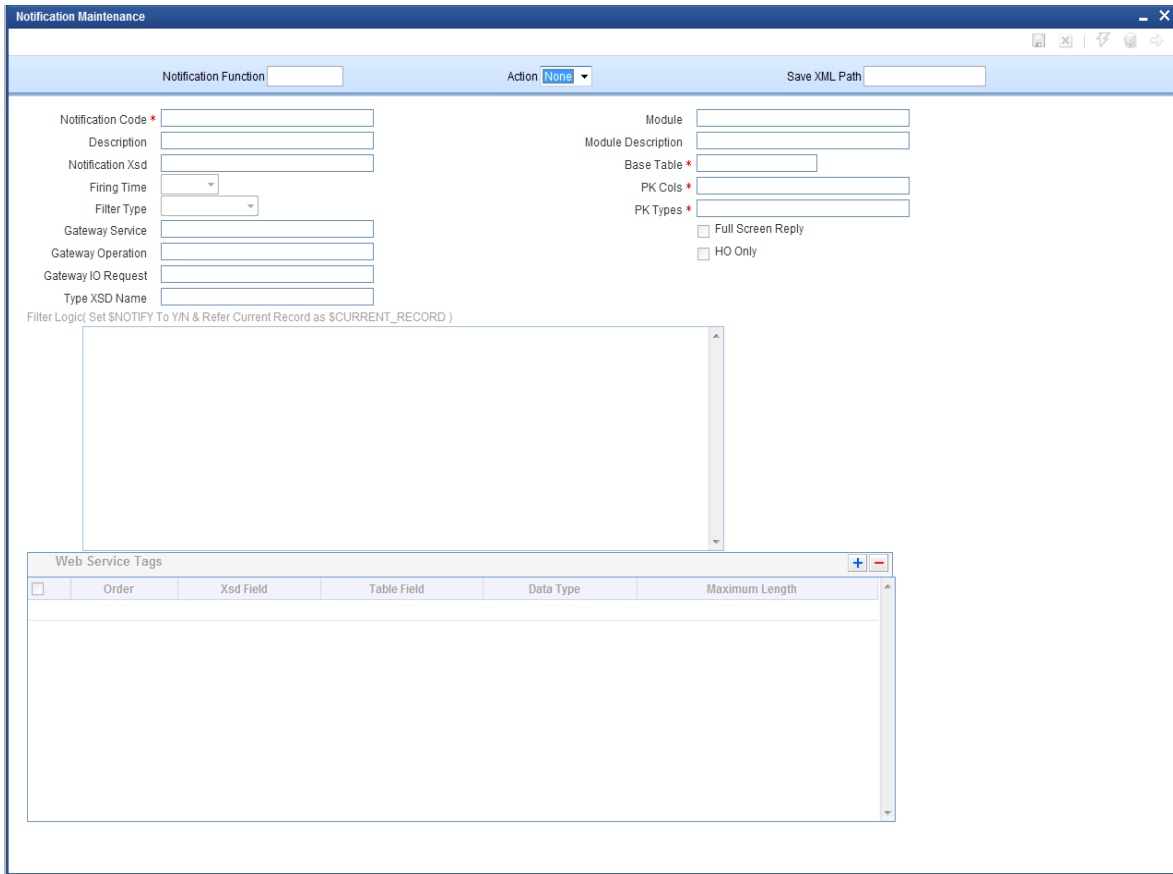 Notification Maintenance
Notification Function Action None Save XML Path
Notification Code * Module
Description Module Description
Notification Xsd Base Table *
Firing Time PK Cols *
Filter Type PK Types *
Gateway Service Full Screen Reply
Gateway Operation HO Only
Gateway IO Request
Type XSD Name
Filter Logic( Set $NOTIFY To Y/N & Refer Current Record as $CURRENT_RECORD )
Web Service Tags
Order Xsd Field Table Field Data Type Maximum Length